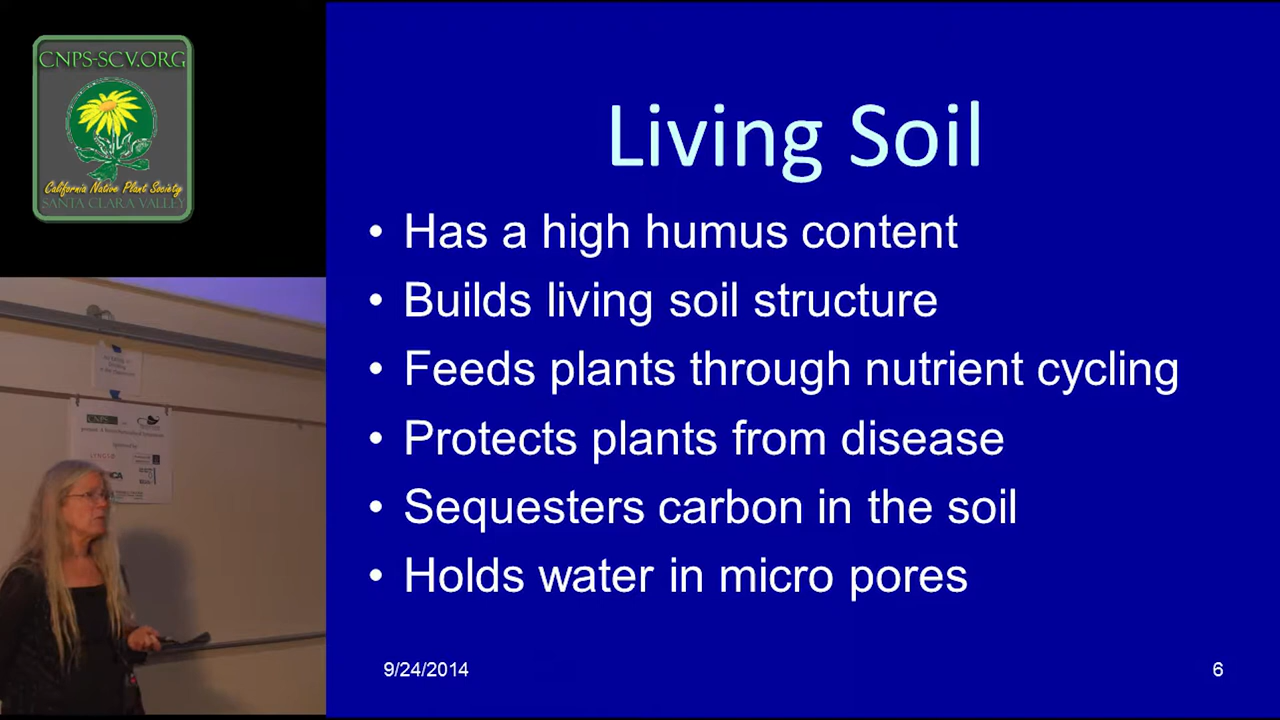 CNPS-SCV.ORG
California Native Plant Society
SANTA CLARA VALLEY
Living Soil
• Has a high humus content
• Builds living soil structure
• Feeds plants through nutrient cycling
• Protects plants from disease
• Sequesters carbon in the soil
• Holds water in micro pores
9/24/2014
6